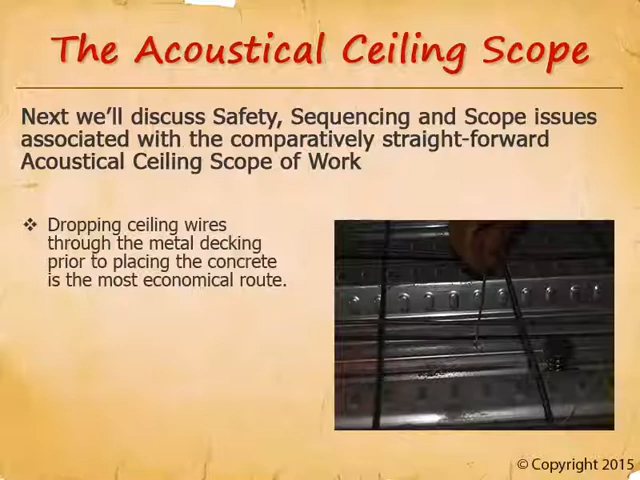 The Acoustical Ceiling Scope
Next we'll discuss Safety, Sequencing and Scope issues
associated with the comparatively straight-forward
Acoustical Ceiling Scope of Work
❖ Dropping ceiling wires
through the metal decking
prior to placing the concrete
is the most economical route.
© Copyright 2015